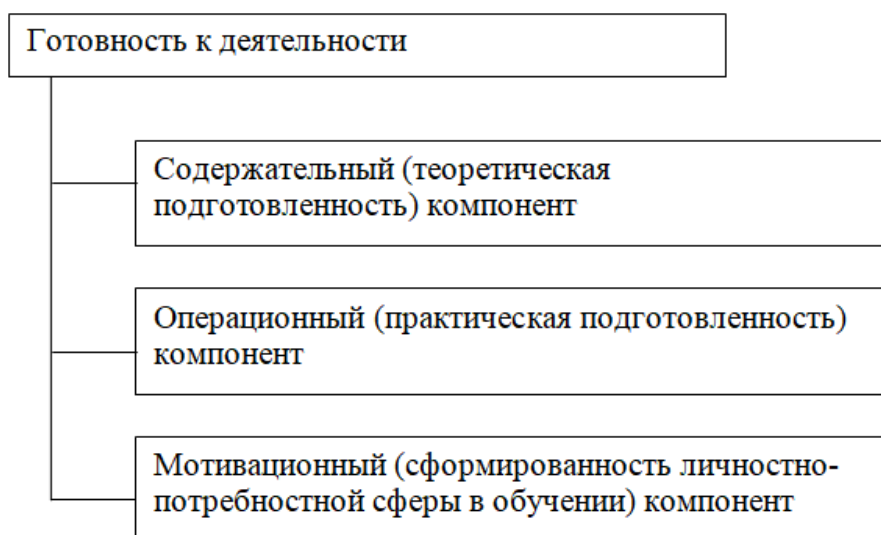 Готовность к деятельности
Содержательный (теоретическая
подготовленность) компонент
Операционный (практическая подготовленность)
компонент
Мотивационный (сформированность личностно-
потребностной сферы в обучении) компонент